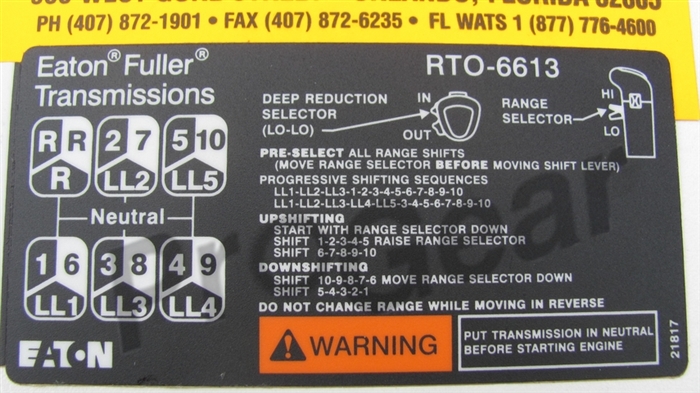 PH (407) 872-1901 • FAX (407) 872-6235 • FL WATS 1 (877) 776-4600
Eaton® Fuller®
Transmissions
RTO-6613
R R
R
2 7
LL2
5 10
LL5
Neutral
1 6
LL1
3 8
LL3
4 9
LL4
DEEP REDUCTION
SELECTOR
(LO-LO)
IN
OUT
RANGE
SELECTOR
HI
LO
PRE-SELECT ALL RANGE SHIFTS
(MOVE RANGE SELECTOR BEFORE MOVING SHIFT LEVER)
PROGRESSIVE SHIFTING SEQUENCES
LL1-LL2-LL3-1-2-3-4-5-6-7-8-9-10
LL1-LL2-LL3-LL4-LL5-3-4-5-6-7-8-9-10
UPSHIFTING
START WITH RANGE SELECTOR DOWN
SHIFT 1-2-3-4-5 RAISE RANGE SELECTOR
SHIFT 6-7-8-9-10
DOWNSHIFTING
SHIFT 10-9-8-7-6 MOVE RANGE SELECTOR DOWN
SHIFT 5-4-3-2-1
DO NOT CHANGE RANGE WHILE MOVING IN REVERSE
WARNING
PUT TRANSMISSION IN NEUTRAL
BEFORE STARTING ENGINE
21817
EATON
ProGear